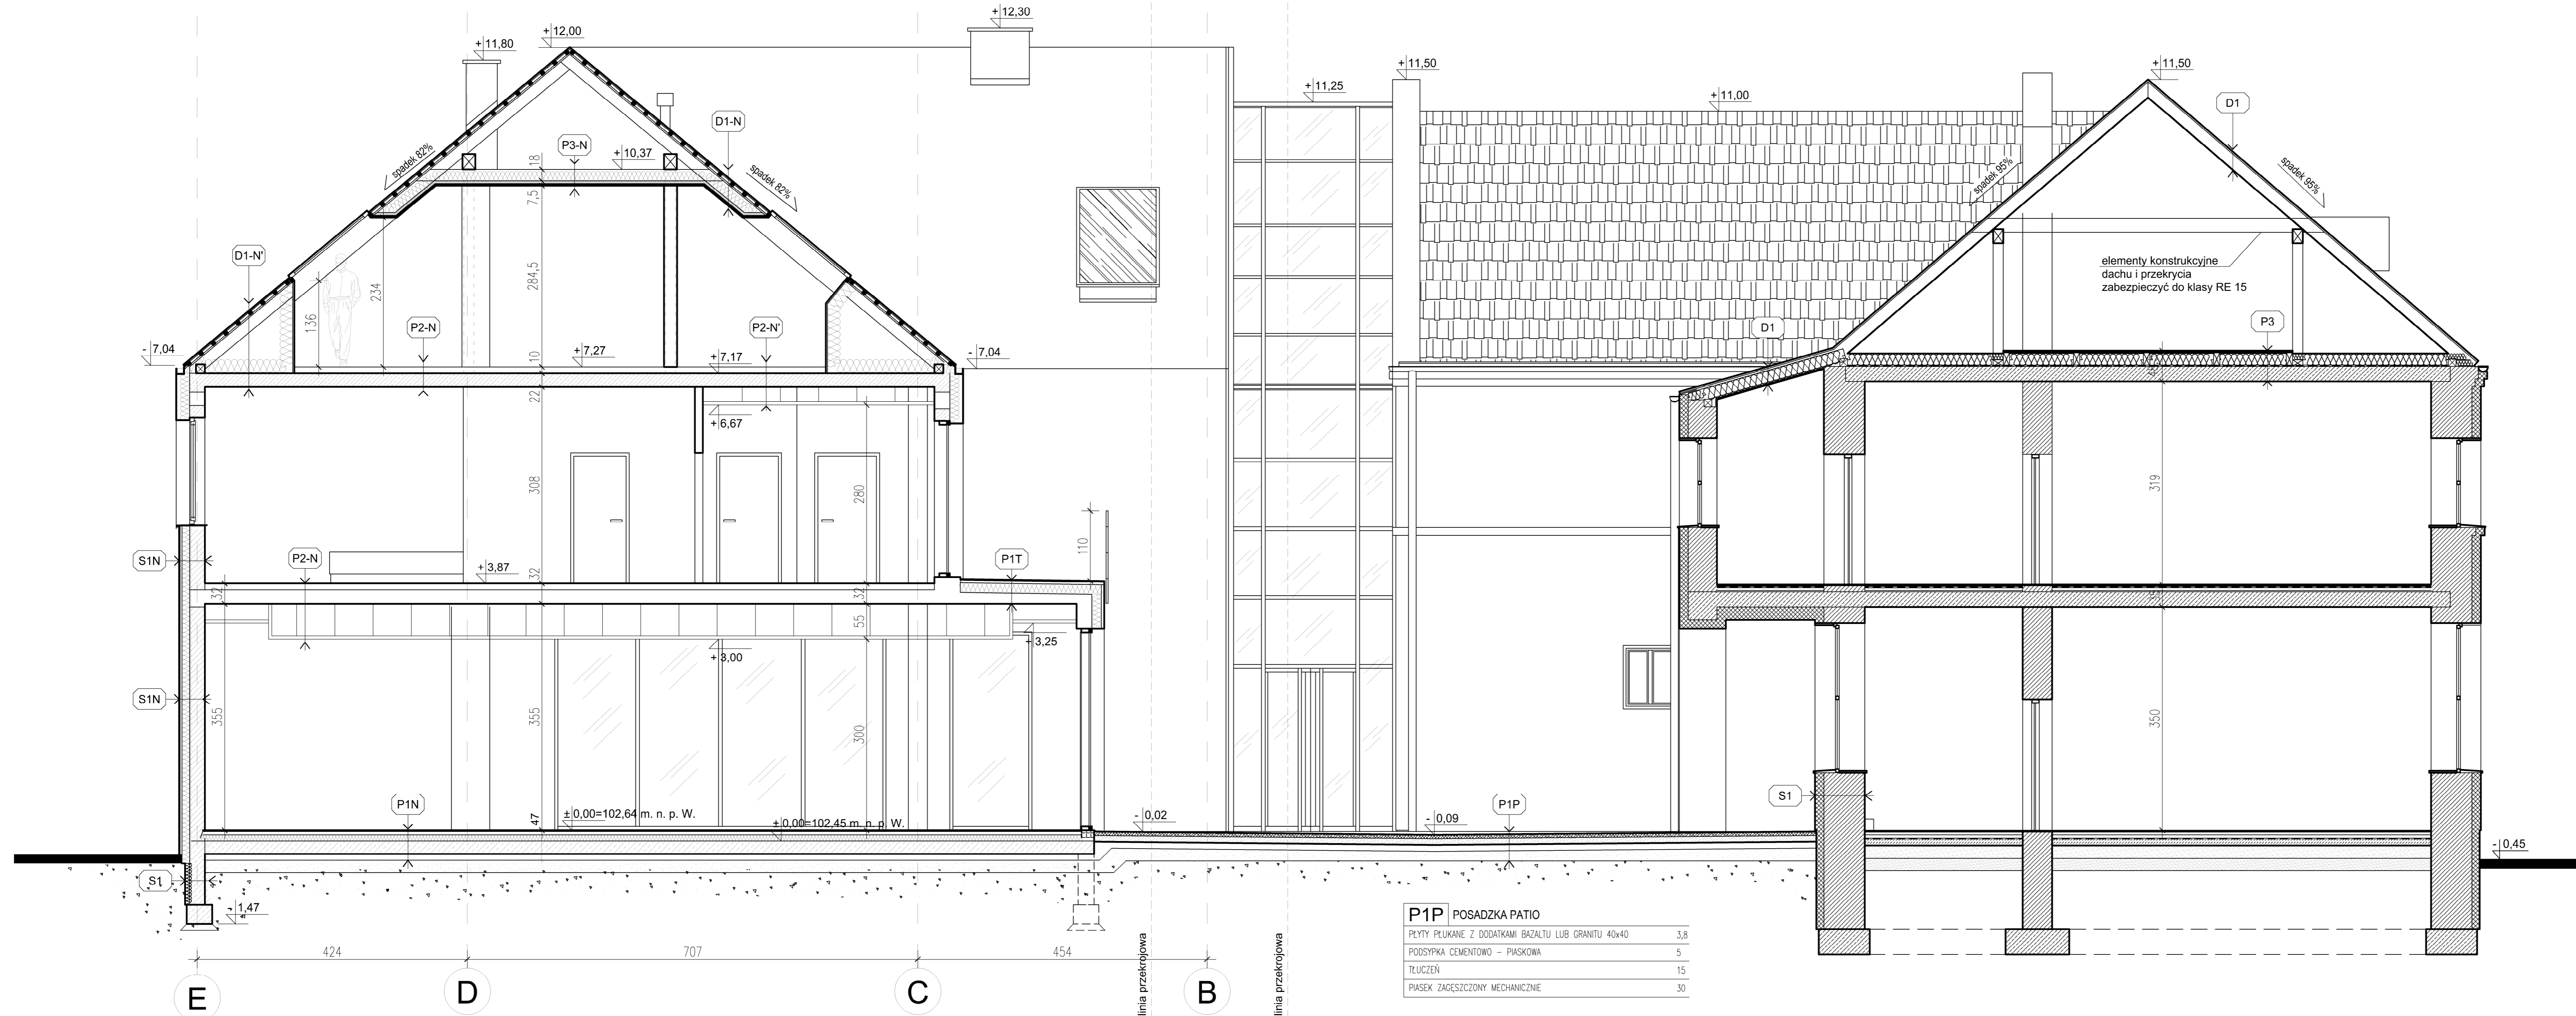 +12,30
+12,00
+11,80
+11,50
+11,50
+11,25
+11,00
D1
D1-N
P3-N
+10,37
18
spadek 82%
spadek 82%
7,5
spadek 95%
spadek 95%
D1-N'
234
284,5
136
elementy konstrukcyjne
dachu i przekrycia
zabezpieczyć do klasy RE 15
P2-N
P2-N'
D1
P3
- 7,04
+7,27
10
+7,17
- 7,04
22
+6,67
308
280
319
110
S1N
P2-N
+3,87
32
P1T
32
32
55
+3,25
+3,00
S1N
355
355
300
350
P1N
47
± 0,00=102,64 m. n. p. W.
± 0,00=102,45 m. n. p. W.
- 0,02
- 0,09
P1P
S1
- 0,45
S1
- 1,47
424
707
454
E
D
C
B
linia przekrojowa
linia przekrojowa
P1P POSADZKA PATIO
PŁYTY PŁUKANE Z DODATKAMI BAZALTU LUB GRANITU 40x40 3,8
PODSYPKA CEMENTOWO – PIASKOWA 5
TŁUCZEŃ 15
PIASEK ZAGĘSZCZONY MECHANICZNIE 30